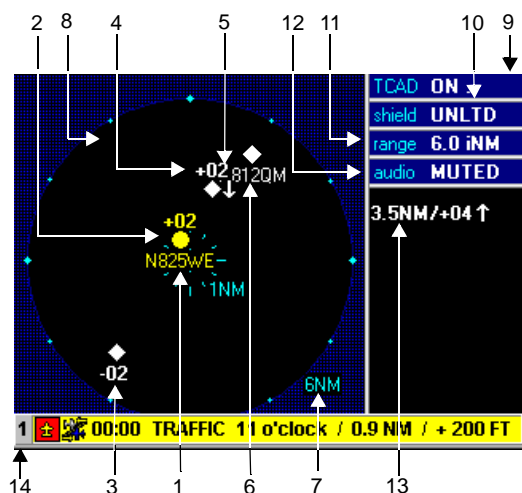 2 8 4 5 12 11 10 9
TCAD ON
shield UNLTD
range 6.0 iNM
audio MUTED
+02
812QM
3.5NM/+04↑
+02
N825WE
1NM
-02
6NM
1 00:00 TRAFFIC 11 o'clock / 0.9 NM / + 200 FT
14 3 1 6 7 13